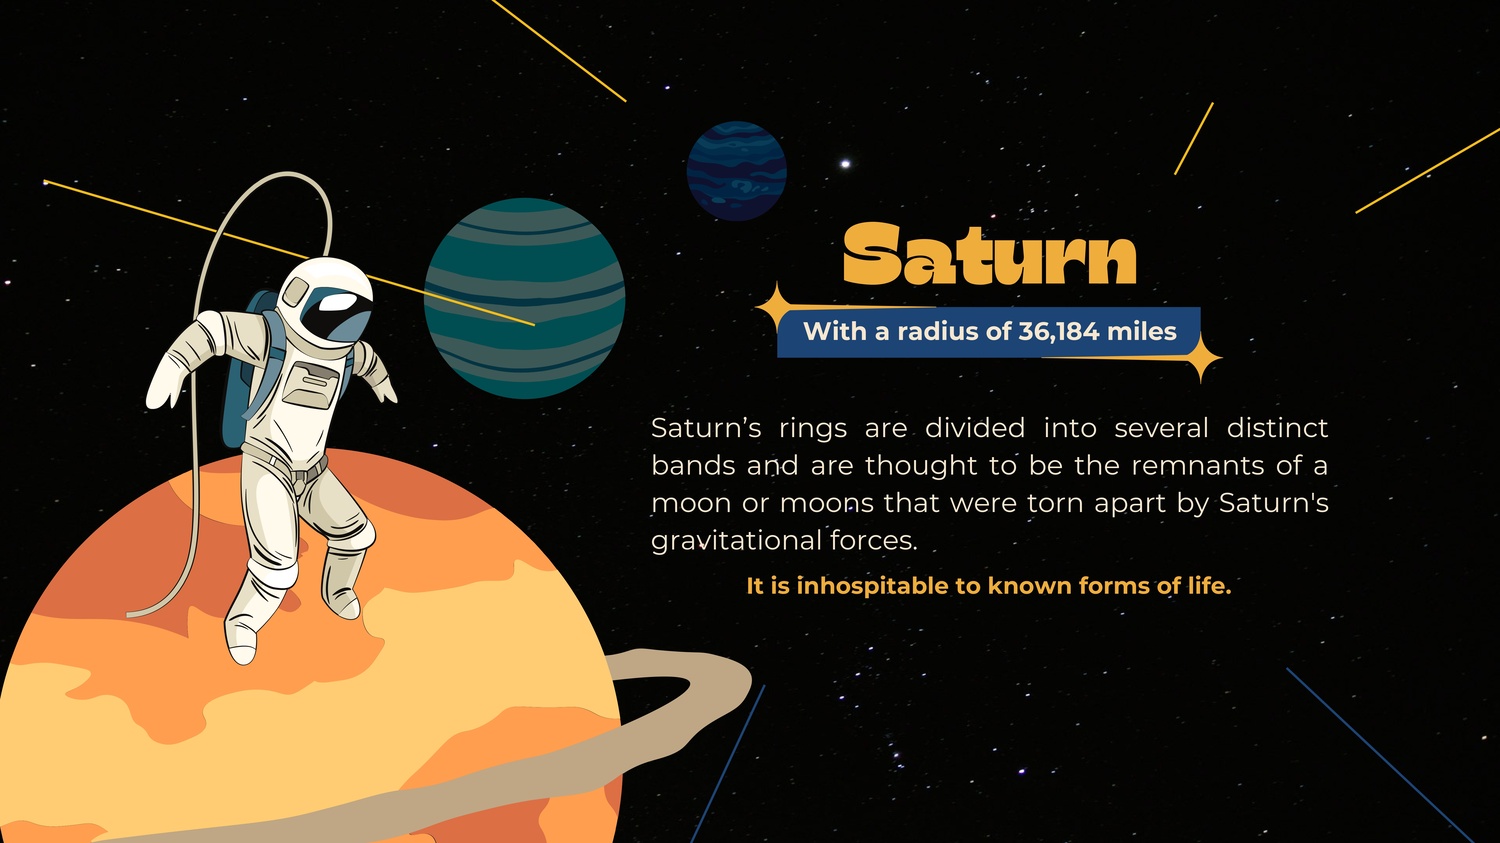 Saturn
With a radius of 36,184 miles
Saturn’s rings are divided into several distinct
bands and are thought to be the remnants of a
moon or moons that were torn apart by Saturn's
gravitational forces.
It is inhospitable to known forms of life.